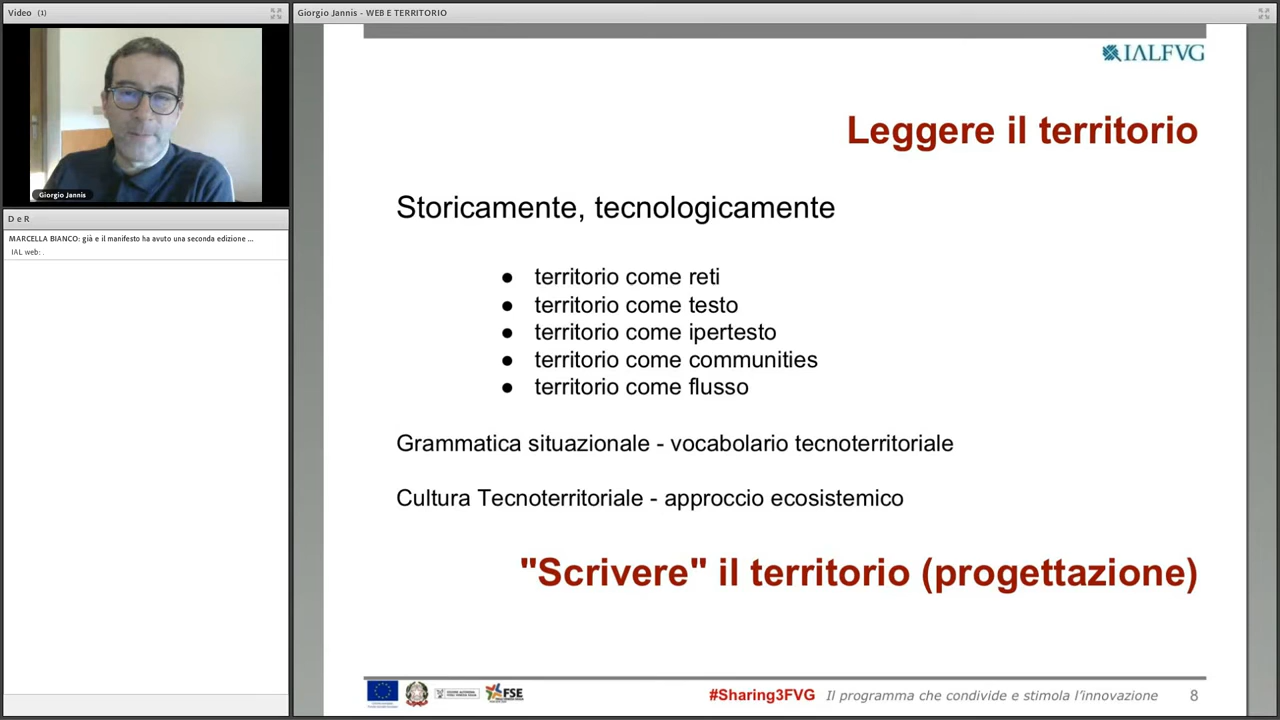 Video (1)
Giorgio Jannis - WEB E TERRITORIO
Giorgio Jannis
D e R
MARCELLA BIANCO: già e il manifesto ha avuto una seconda edizione ...
IAL web: .
IALFVG
Leggere il territorio
Storicamente, tecnologicamente
● territorio come reti
● territorio come testo
● territorio come ipertesto
● territorio come communities
● territorio come flusso
Grammatica situazionale - vocabolario tecnoterritoriale
Cultura Tecnoterritoriale - approccio ecosistemico
"Scrivere" il territorio (progettazione)
FSE
#Sharing3FVG Il programma che condivide e stimola l'innovazione 8